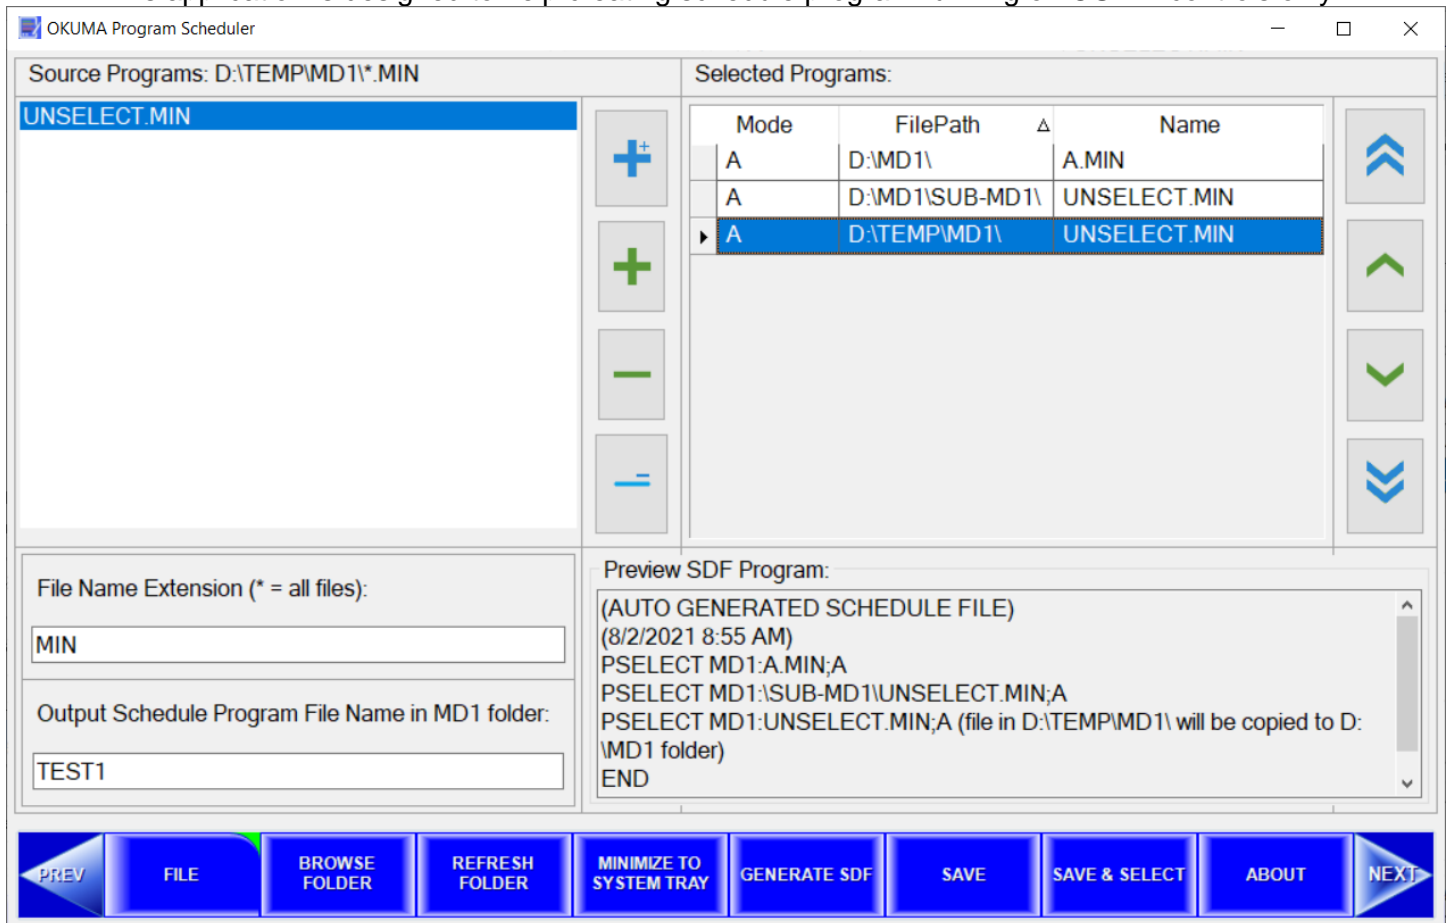 OKUMA Program Scheduler
Source Programs: D:\TEMP\MD1\*.MIN
Selected Programs:
UNSELECT.MIN
Mode FilePath Name
A D:\MD1\ A.MIN
A D:\MD1\SUB-MD1\ UNSELECT.MIN
A D:\TEMP\MD1\ UNSELECT.MIN
File Name Extension (* = all files):
MIN
Output Schedule Program File Name in MD1 folder:
TEST1
Preview SDF Program:
(AUTO GENERATED SCHEDULE FILE)
(8/2/2021 8:55 AM)
PSELECT MD1:A.MIN;A
PSELECT MD1:\SUB-MD1\UNSELECT.MIN;A
PSELECT MD1:UNSELECT.MIN;A (file in D:\TEMP\MD1\ will be copied to D:
\MD1 folder)
END
PREV
FILE
BROWSE
FOLDER
REFRESH
FOLDER
MINIMIZE TO
SYSTEM TRAY
GENERATE SDF
SAVE
SAVE & SELECT
ABOUT
NEXT